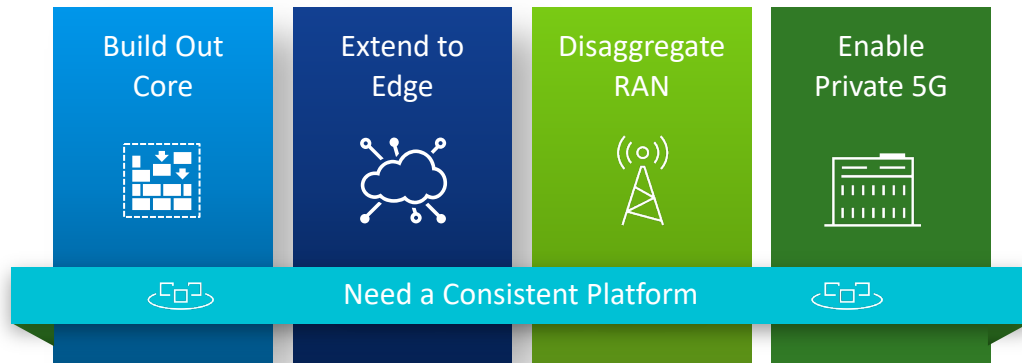 Build Out
Core
Extend to
Edge
Disaggregate
RAN
Enable
Private 5G
Need a Consistent Platform